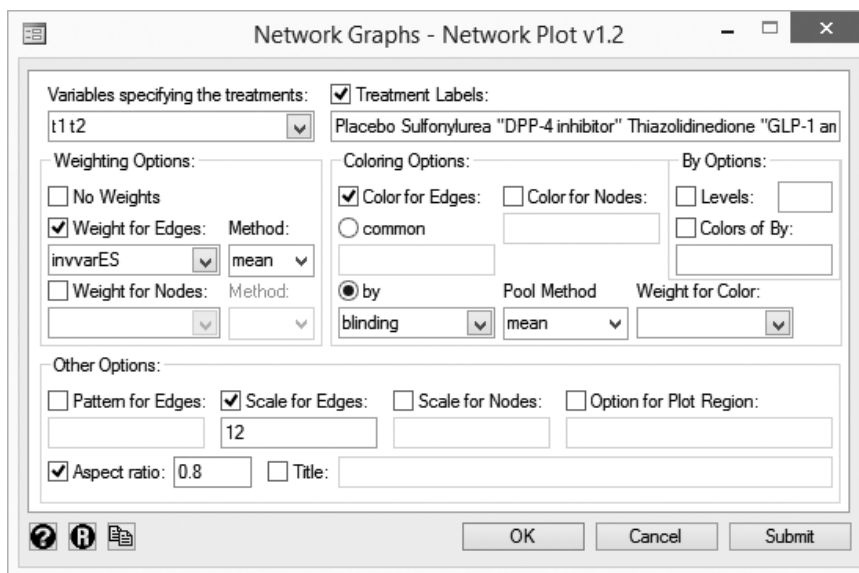 Network Graphs - Network Plot v1.2
Variables specifying the treatments: Treatment Labels:
t1 t2 Placebo Sulfonylurea "DPP-4 inhibitor" Thiazolidinedione "GLP-1 an
Weighting Options: Coloring Options: By Options:
No Weights Color for Edges: Color for Nodes: Levels:
Weight for Edges: Method: common Colors of By:
invvarES mean
Weight for Nodes: Method: by Pool Method Weight for Color:
blinding mean
Other Options:
Pattern for Edges: Scale for Edges: Scale for Nodes: Option for Plot Region:
12
Aspect ratio: 0.8 Title:
? R OK Cancel Submit